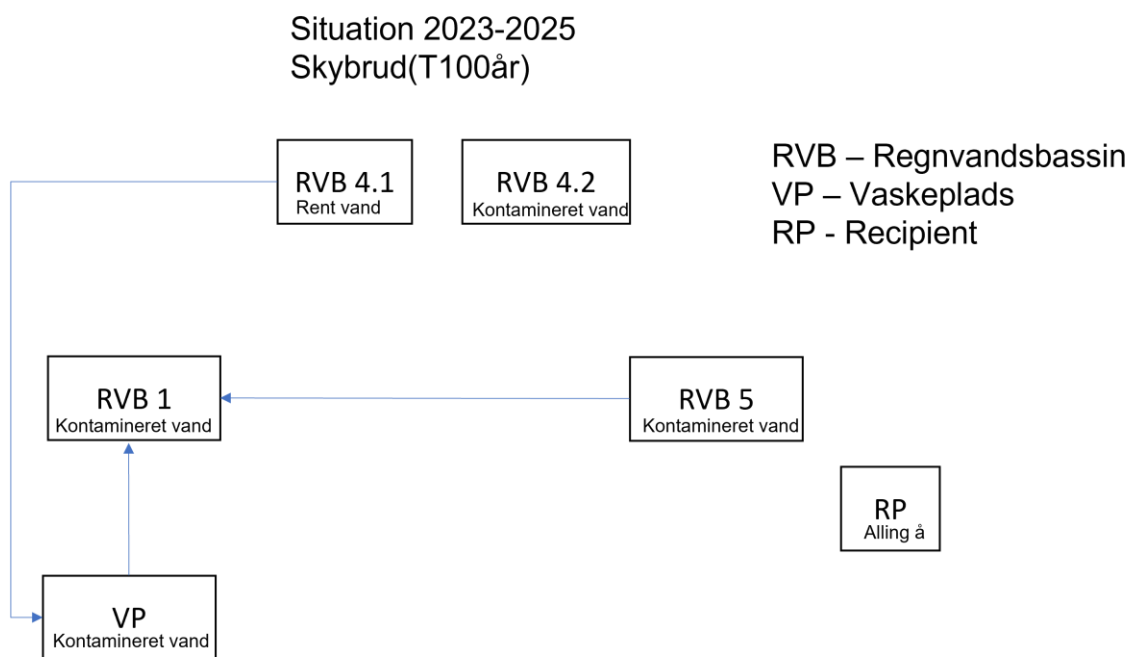 Situation 2023-2025
Skybrud(T100år)
RVB 4.1
Rent vand
RVB 4.2
Kontamineret vand
RVB – Regnvandsbassin
VP – Vaskeplads
RP - Recipient
RVB 1
Kontamineret vand
RVB 5
Kontamineret vand
RP
Alling å
VP
Kontamineret vand